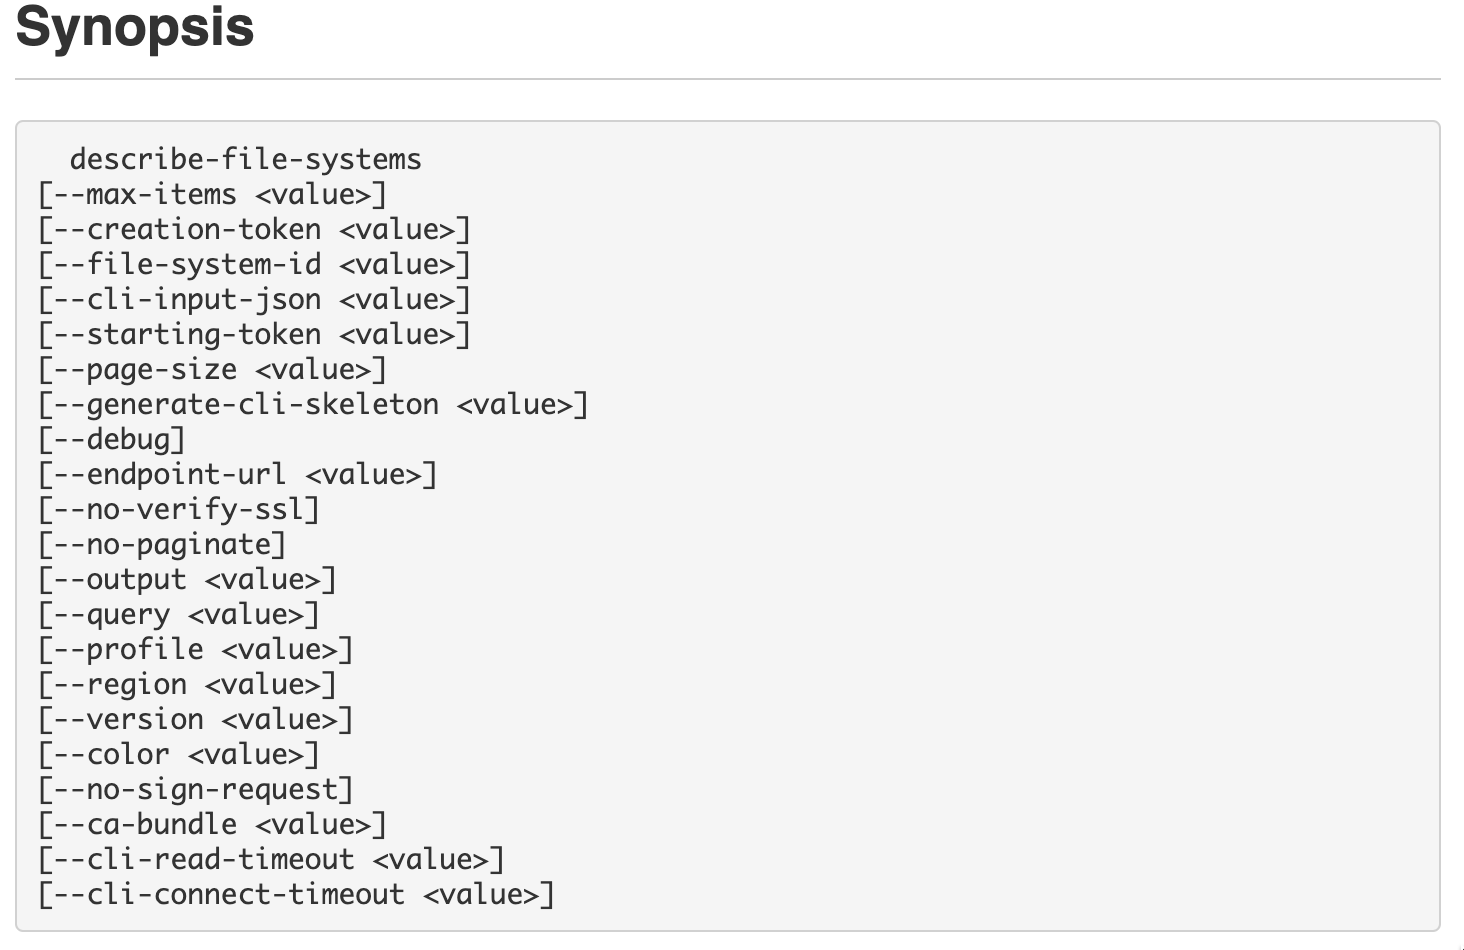 Synopsis
describe-file-systems
[--max-items <value>]
[--creation-token <value>]
[--file-system-id <value>]
[--cli-input-json <value>]
[--starting-token <value>]
[--page-size <value>]
[--generate-cli-skeleton <value>]
[--debug]
[--endpoint-url <value>]
[--no-verify-ssl]
[--no-paginate]
[--output <value>]
[--query <value>]
[--profile <value>]
[--region <value>]
[--version <value>]
[--color <value>]
[--no-sign-request]
[--ca-bundle <value>]
[--cli-read-timeout <value>]
[--cli-connect-timeout <value>]